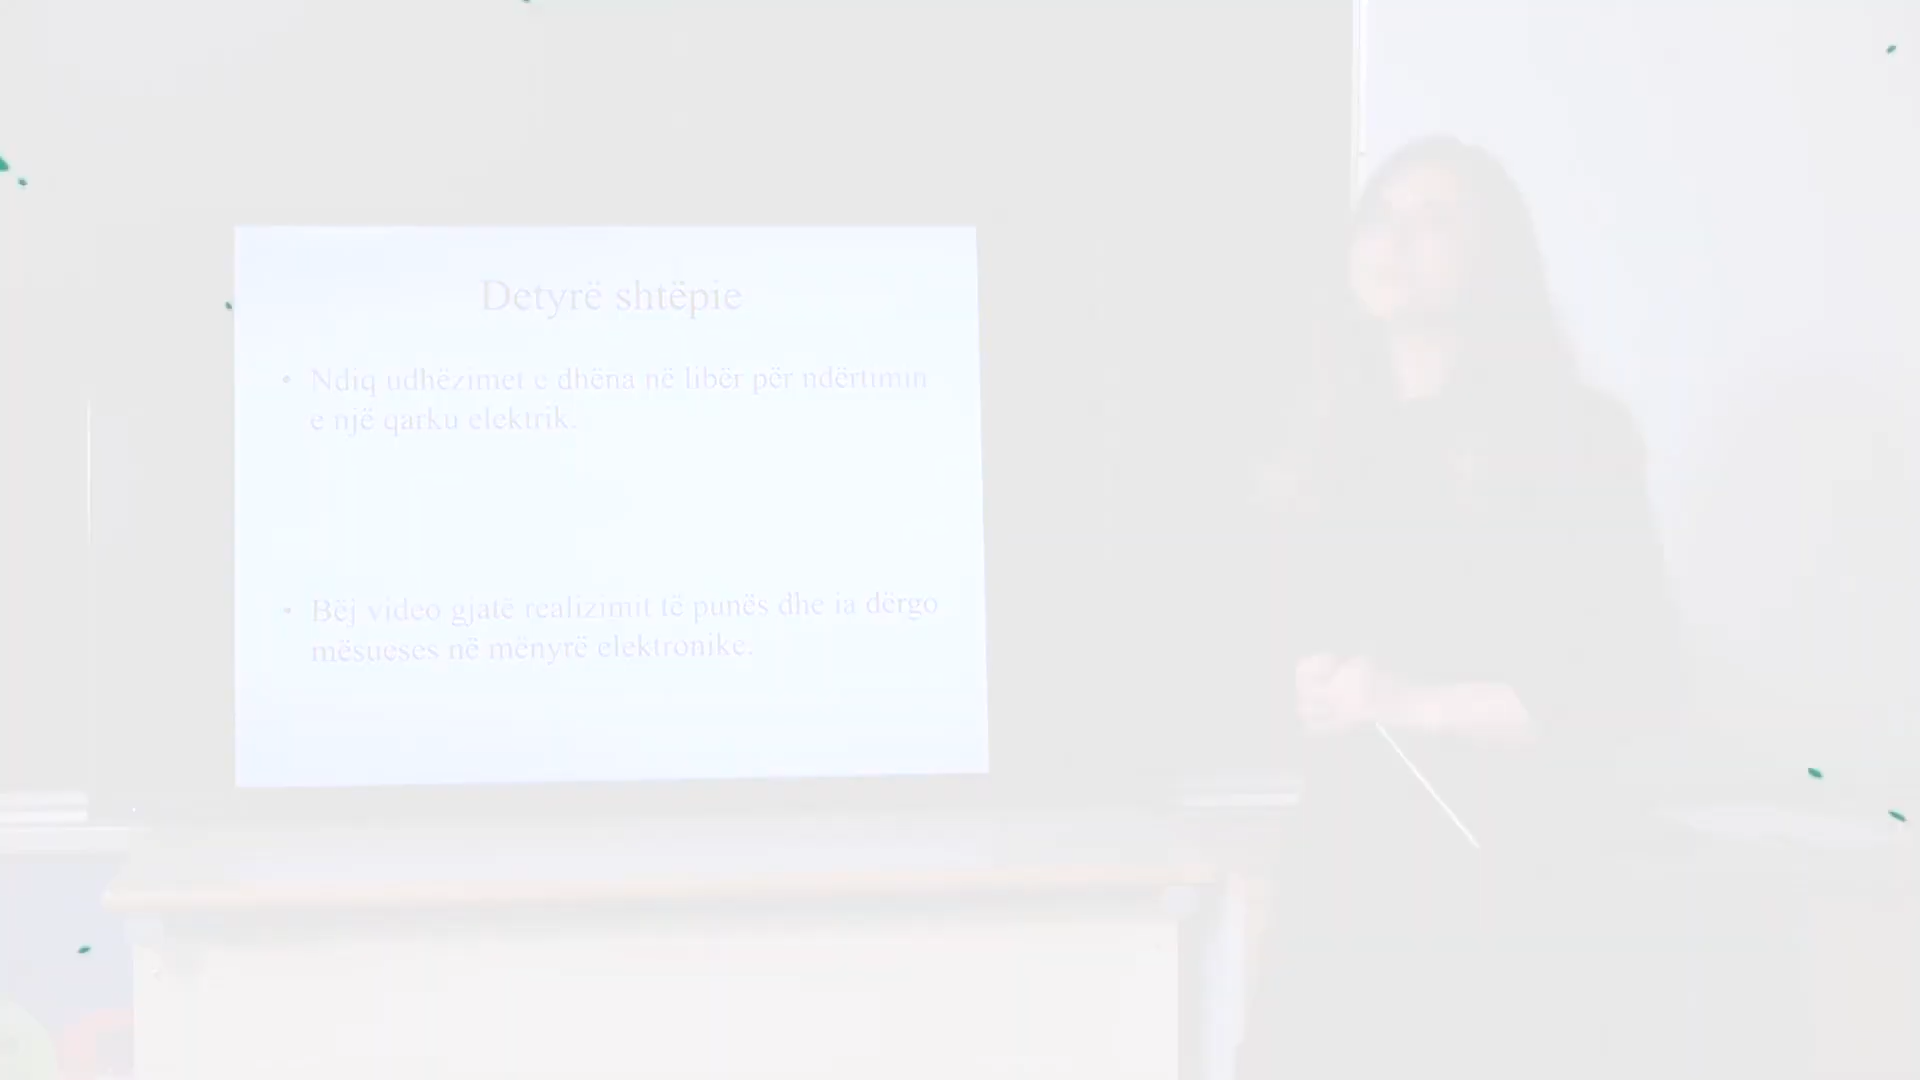 Detyrë shtëpie
• Ndiq udhëzimet e dhëna në libër për ndërtimin
e një qarku elektrik.
• Bëj video gjatë realizimit të punës dhe ia dërgo
mësueses në mënyrë elektronike.